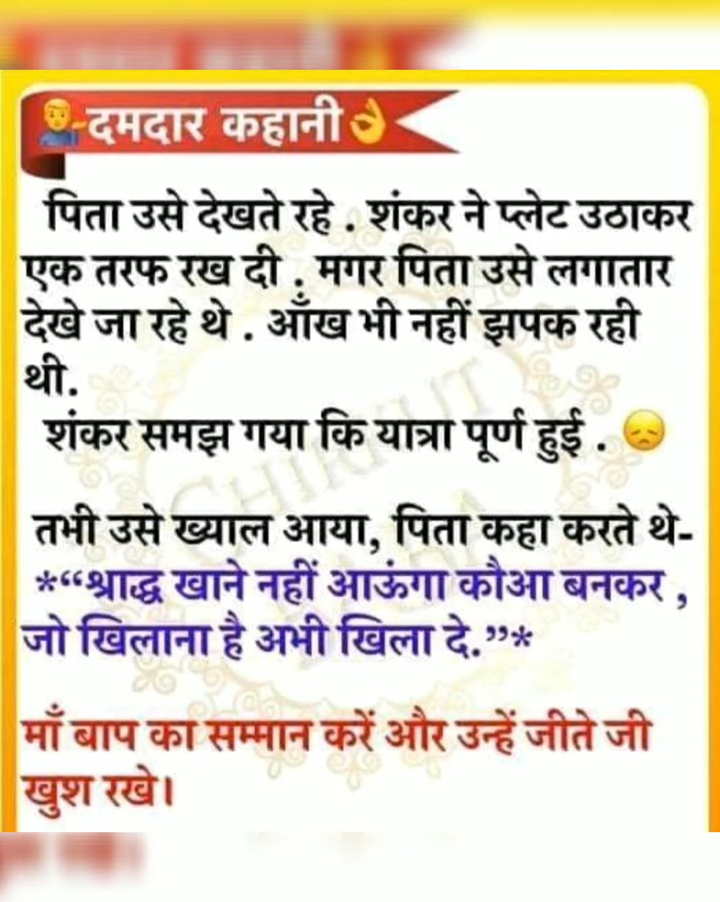 दमदार कहानी
पिता उसे देखते रहे . शंकर ने प्लेट उठाकर
एक तरफ रख दी . मगर पिता उसे लगातार
देखे जा रहे थे . आँख भी नहीं झपक रही
थी.
शंकर समझ गया कि यात्रा पूर्ण हुई . 😞
तभी उसे ख्याल आया, पिता कहा करते थे-
*“श्राद्ध खाने नहीं आऊंगा कौआ बनकर ,
जो खिलाना है अभी खिला दे.”*
माँ बाप का सम्मान करें और उन्हें जीते जी
खुश रखे।